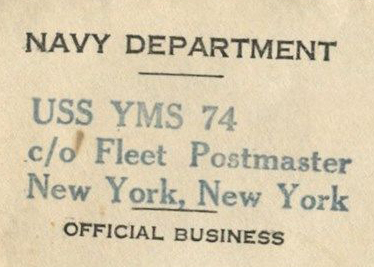 NAVY DEPARTMENT
USS YMS 74
c/o Fleet Postmaster
New York, New York
OFFICIAL BUSINESS